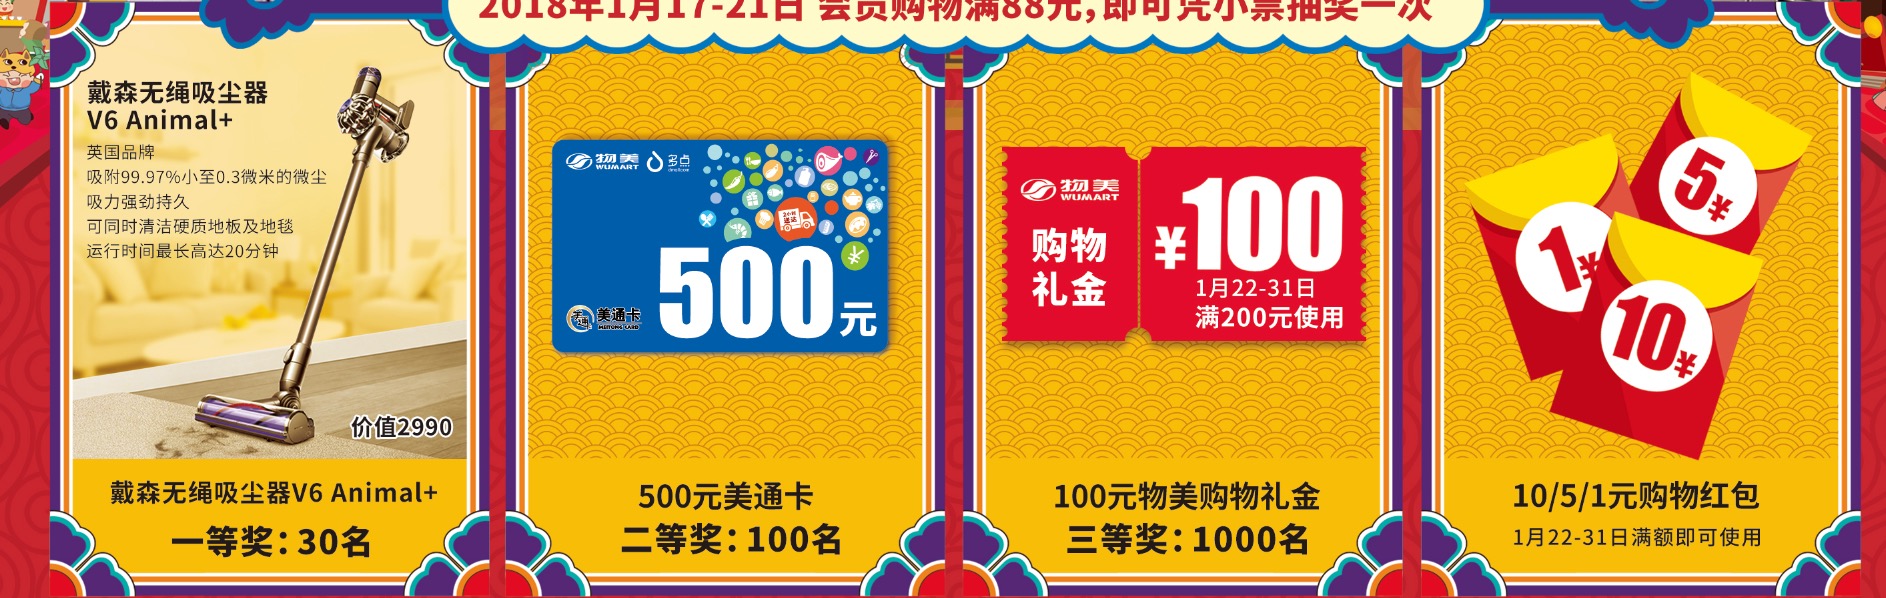 2018年1月17-21日 会员购物满88元,即可凭小票抽奖一次
戴森无绳吸尘器
V6 Animal+
英国品牌
吸附99.97%小至0.3微米的微尘
吸力强劲持久
可同时清洁硬质地板及地毯
运行时间最长高达20分钟
价值2990
戴森无绳吸尘器V6 Animal+
一等奖:30名
物美
WUMART
多点
2小时
送达
¥
500元
美通卡
MEITONG CARD
500元美通卡
二等奖:100名
物美
WUMART
购物
礼金
¥100
1月22-31日
满200元使用
100元物美购物礼金
三等奖:1000名
5¥
1¥
10¥
10/5/1元购物红包
1月22-31日满额即可使用